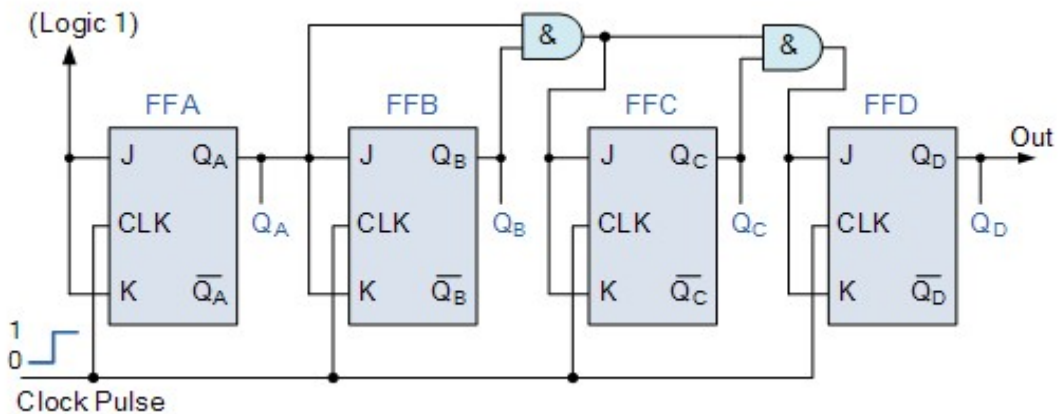 (Logic 1)
&
&
FFA
FFB
FFC
FFD
J
Q_A
J
Q_B
J
Q_C
J
Q_D
Out
CLK
Q_A
CLK
Q_B
CLK
Q_C
CLK
Q_D
K
Q̅_A
K
Q̅_B
K
Q̅_C
K
Q̅_D
1
0
Clock Pulse